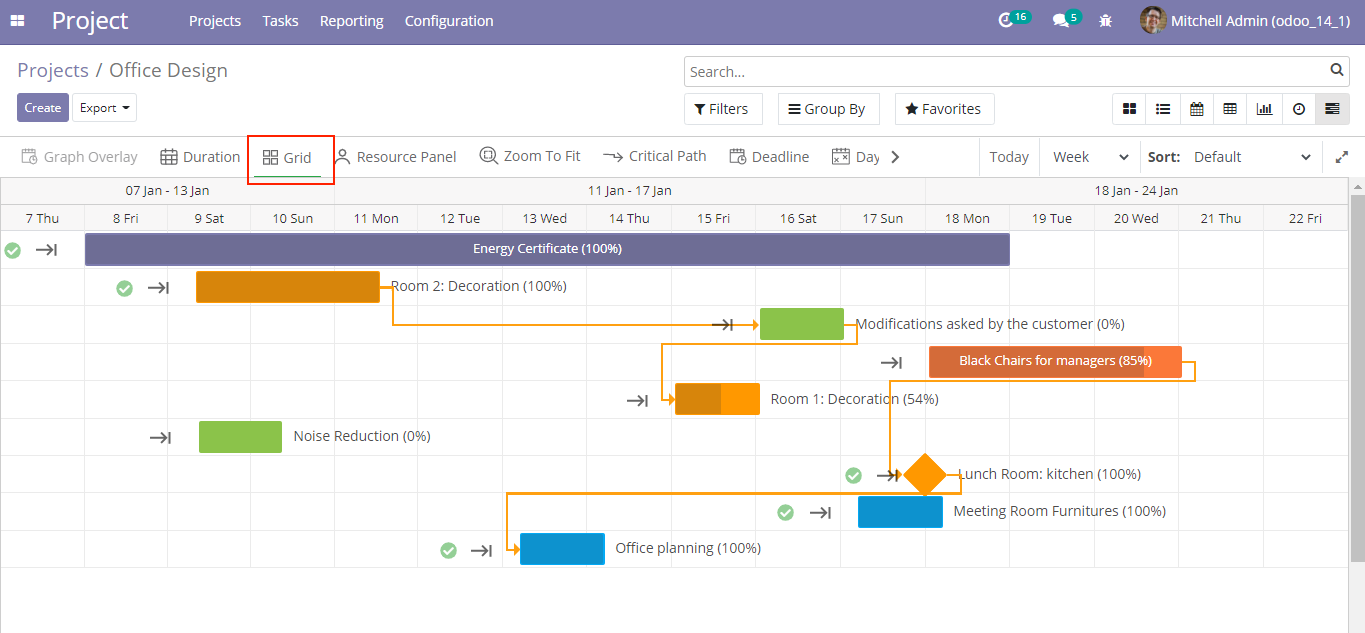 Project Projects Tasks Reporting Configuration 16 5 Mitchell Admin (odoo_14_1)
Projects / Office Design Search...
Create Export Filters Group By Favorites
Graph Overlay Duration Grid Resource Panel Zoom To Fit Critical Path Deadline Day Today Week Sort: Default
07 Jan - 13 Jan 11 Jan - 17 Jan 18 Jan - 24 Jan
7 Thu 8 Fri 9 Sat 10 Sun 11 Mon 12 Tue 13 Wed 14 Thu 15 Fri 16 Sat 17 Sun 18 Mon 19 Tue 20 Wed 21 Thu 22 Fri
Energy Certificate (100%)
Room 2: Decoration (100%)
Modifications asked by the customer (0%)
Black Chairs for managers (85%)
Room 1: Decoration (54%)
Noise Reduction (0%)
Lunch Room: kitchen (100%)
Meeting Room Furnitures (100%)
Office planning (100%)